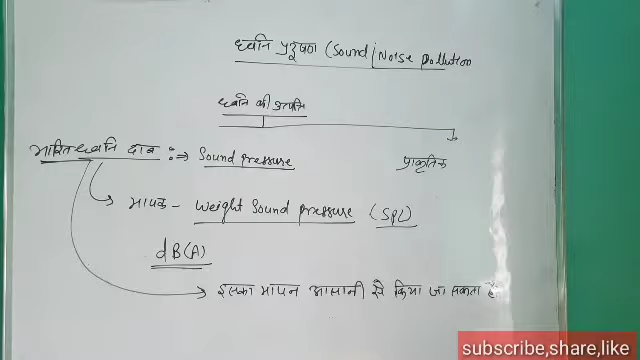 ध्वनि प्रदूषण (Sound/Noise pollution
ध्वनि की उत्पत्ति
प्राकृतिक
भारित ध्वनि दाब :⇒ Sound pressure
मापक - Weight Sound pressure (SPL)
dB(A)
इसका मापन आसानी से किया जा सकता है
subscribe,share,like